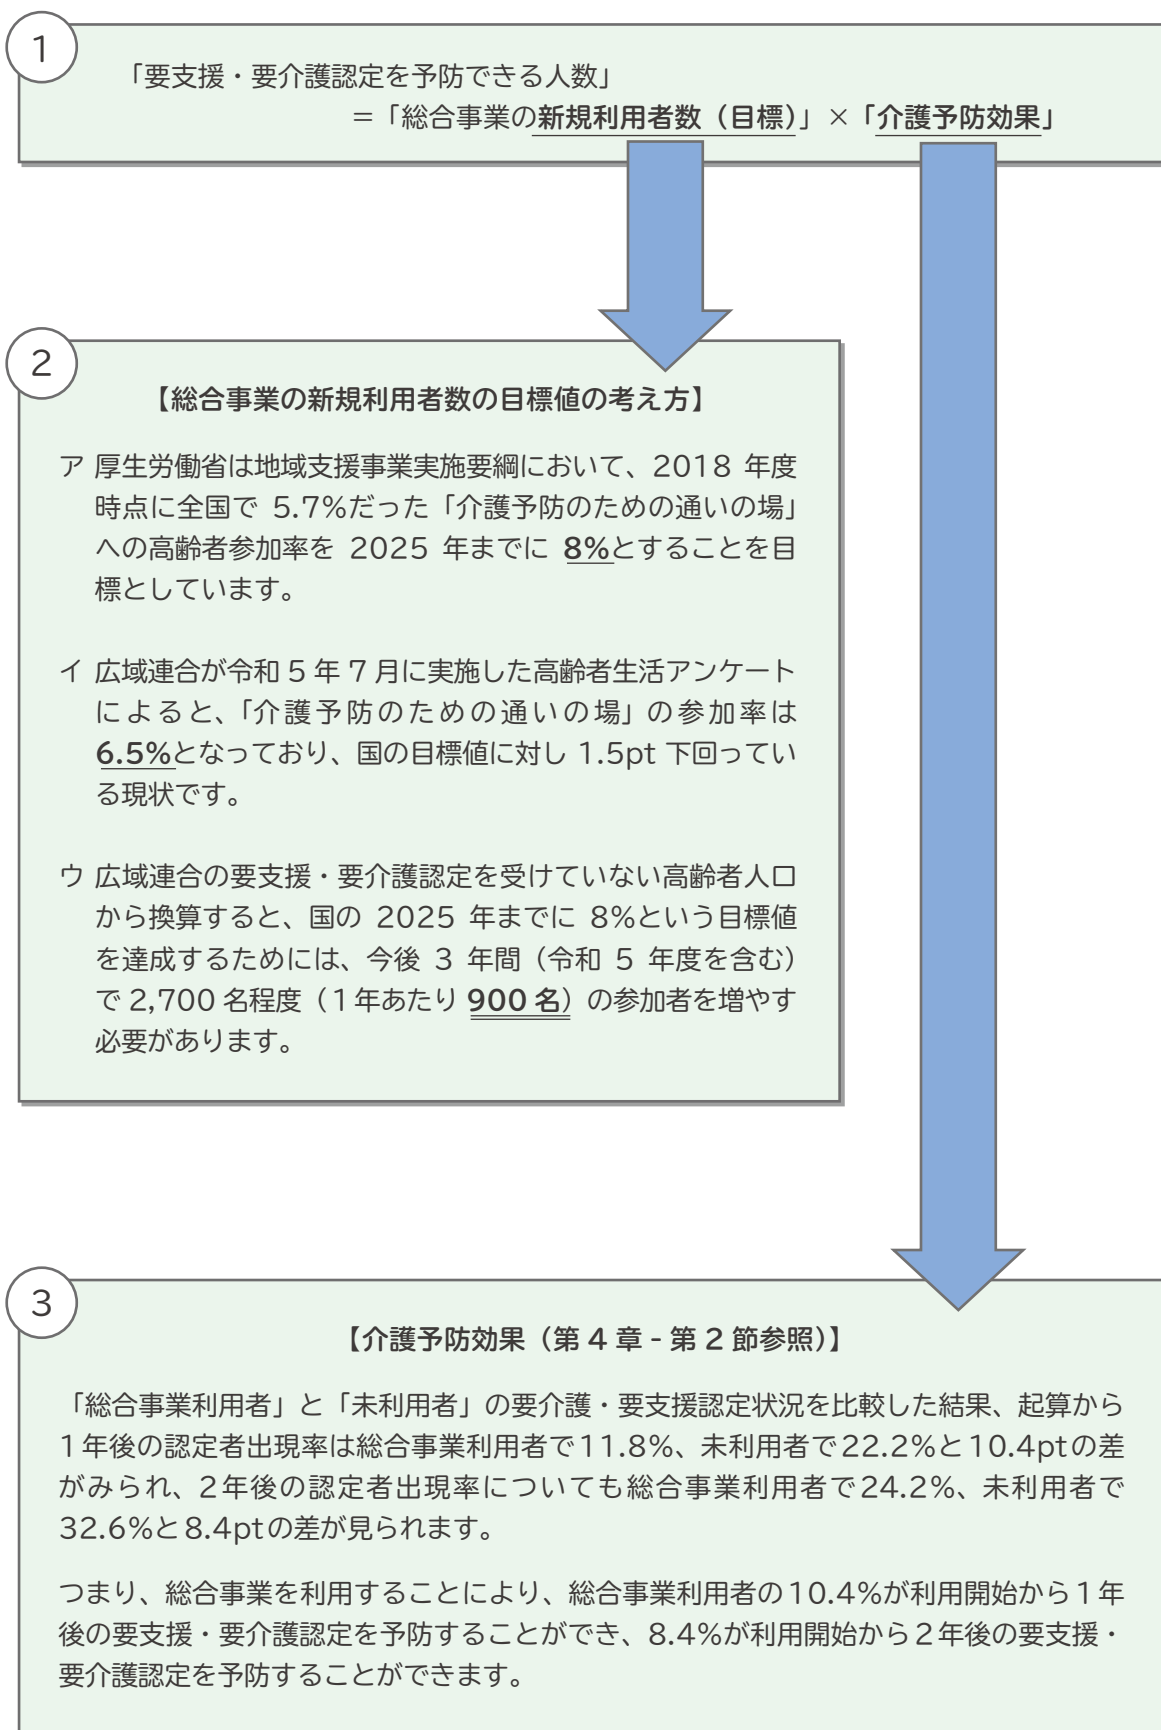 1
「要支援・要介護認定を予防できる人数」
＝「総合事業の新規利用者数（目標）」×「介護予防効果」
2
【総合事業の新規利用者数の目標値の考え方】
ア 厚生労働省は地域支援事業実施要綱において、2018 年度
時点に全国で 5.7%だった「介護予防のための通いの場」
への高齢者参加率を 2025 年までに 8%とすることを目
標としています。
イ 広域連合が令和 5 年 7 月に実施した高齢者生活アンケート
によると、「介護予防のための通いの場」の参加率は
6.5%となっており、国の目標値に対し 1.5pt 下回ってい
る現状です。
ウ 広域連合の要支援・要介護認定を受けていない高齢者人口
から換算すると、国の 2025 年までに 8%という目標値
を達成するためには、今後 3 年間（令和 5 年度を含む）
で 2,700 名程度（1 年あたり 900 名）の参加者を増やす
必要があります。
3
【介護予防効果（第 4 章 - 第 2 節参照）】
「総合事業利用者」と「未利用者」の要介護・要支援認定状況を比較した結果、起算から
1年後の認定者出現率は総合事業利用者で11.8%、未利用者で22.2%と10.4ptの差
がみられ、2年後の認定者出現率についても総合事業利用者で24.2%、未利用者で
32.6%と8.4ptの差が見られます。
つまり、総合事業を利用することにより、総合事業利用者の10.4%が利用開始から1年
後の要支援・要介護認定を予防することができ、8.4%が利用開始から2年後の要支援・
要介護認定を予防することができます。